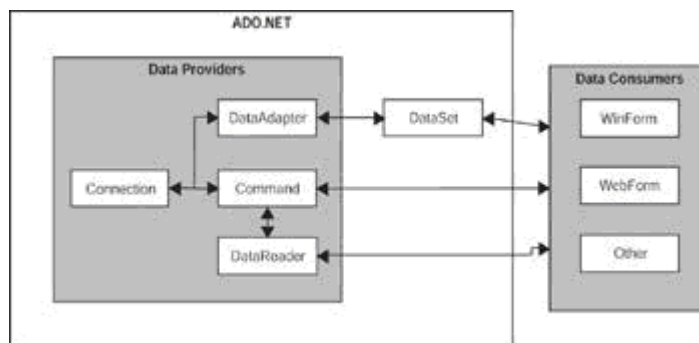 ADO.NET
Data Providers
Data Consumers
DataAdapter
DataSet
WinForm
Connection
Command
WebForm
DataReader
Other